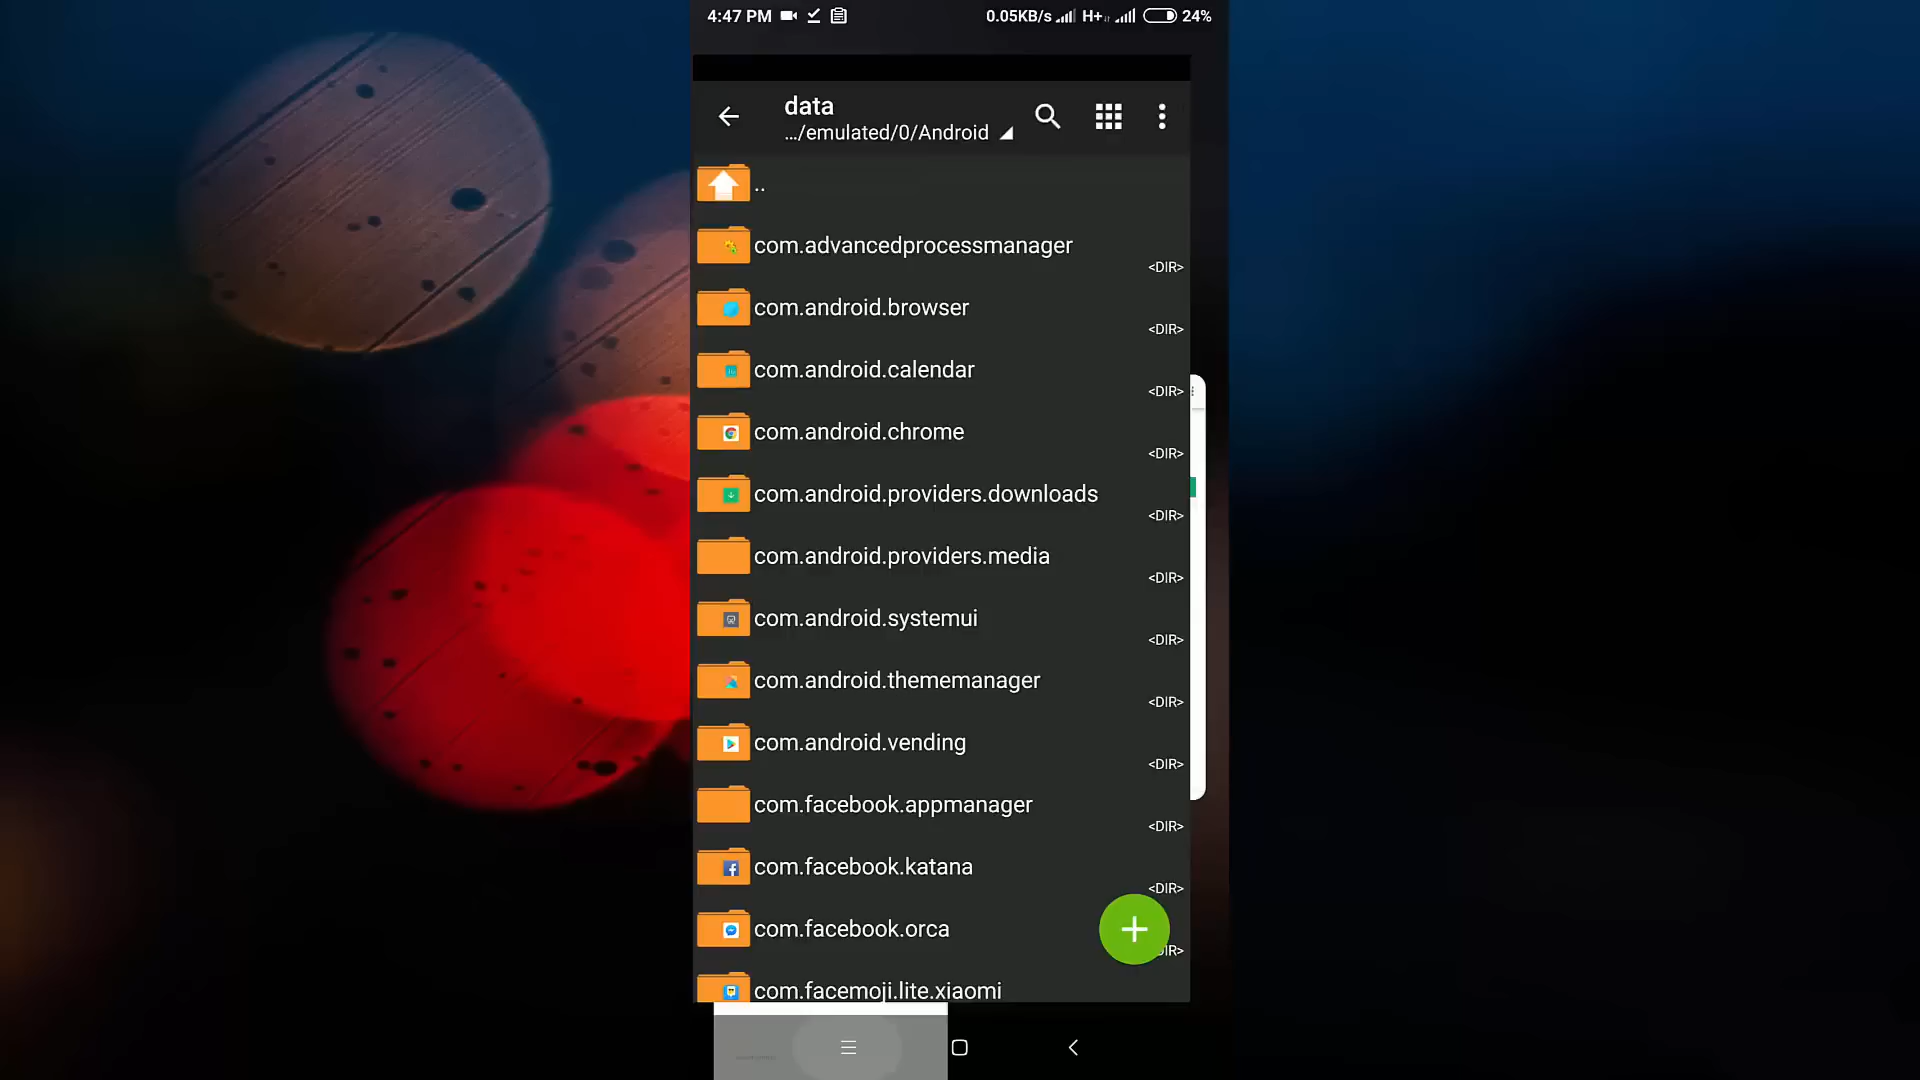 4:47 PM 0.05KB/s H+ 24%
data
.../emulated/0/Android
..
com.advancedprocessmanager
<DIR>
com.android.browser
<DIR>
com.android.calendar
<DIR>
com.android.chrome
<DIR>
com.android.providers.downloads
<DIR>
com.android.providers.media
<DIR>
com.android.systemui
<DIR>
com.android.thememanager
<DIR>
com.android.vending
<DIR>
com.facebook.appmanager
<DIR>
com.facebook.katana
<DIR>
com.facebook.orca
com.facemoji.lite.xiaomi